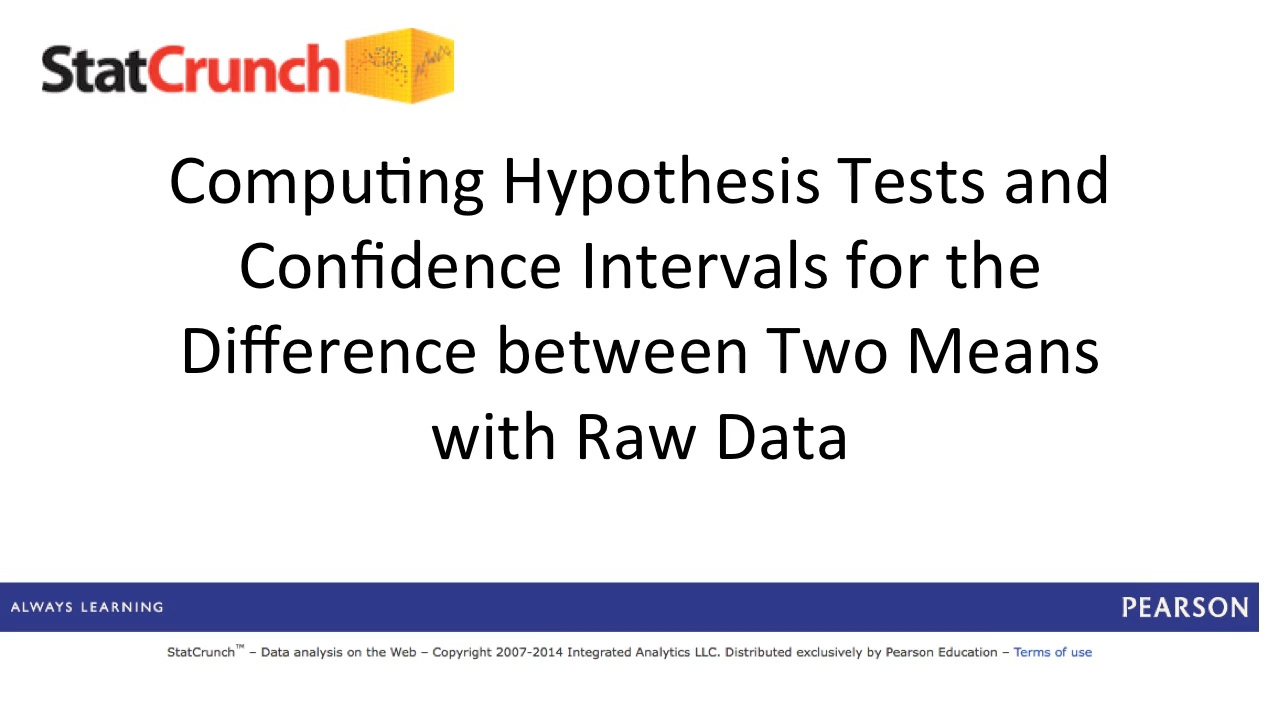 StatCrunch
Computing Hypothesis Tests and
Confidence Intervals for the
Difference between Two Means
with Raw Data
ALWAYS LEARNING
PEARSON
StatCrunch™ – Data analysis on the Web – Copyright 2007-2014 Integrated Analytics LLC. Distributed exclusively by Pearson Education – Terms of use